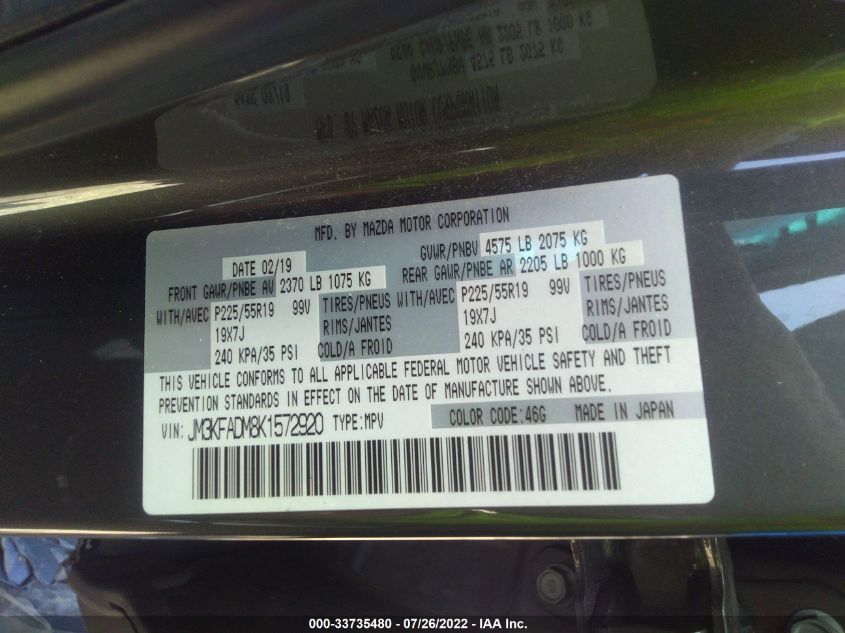 MFD. BY MAZDA MOTOR CORPORATION
DATE 02/19
GVWR/PNBV 4575 LB 2075 KG
FRONT GAWR/PNBE AV 2370 LB 1075 KG
REAR GAWR/PNBE AR 2205 LB 1000 KG
WITH/AVEC P225/55R19 99V TIRES/PNEUS WITH/AVEC P225/55R19 99V TIRES/PNEUS
19X7J RIMS/JANTES 19X7J RIMS/JANTES
240 KPA/35 PSI COLD/A FROID 240 KPA/35 PSI COLD/A FROID
THIS VEHICLE CONFORMS TO ALL APPLICABLE FEDERAL MOTOR VEHICLE SAFETY AND THEFT
PREVENTION STANDARDS IN EFFECT ON THE DATE OF MANUFACTURE SHOWN ABOVE.
VIN: JM3KFADM8K1572920 TYPE:MPV COLOR CODE:46G MADE IN JAPAN
000-33735480 - 07/26/2022 - IAA Inc.